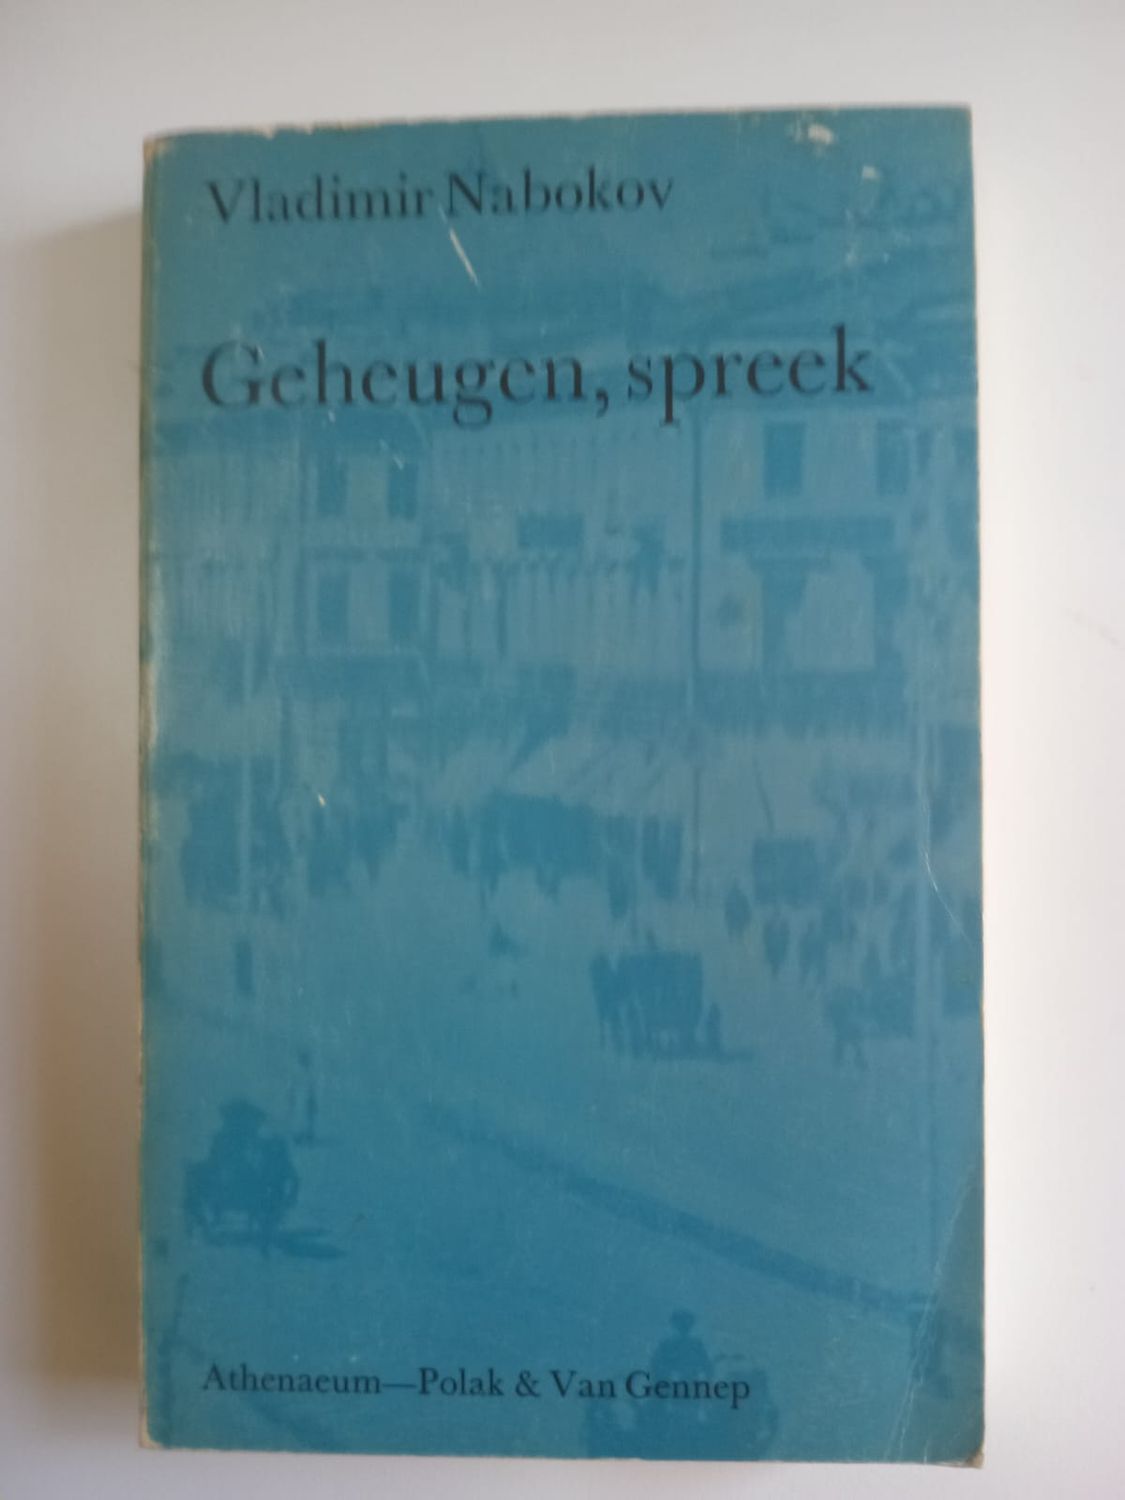 Vladimir Nabokov
Geheugen, spreek
Athenaeum—Polak & Van Gennep